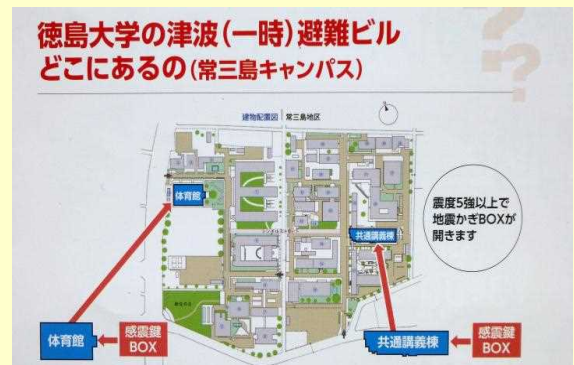 徳島大学の津波(一時)避難ビル
どこにあるの(常三島キャンパス)
建物配置図 常三島地区
体育館
共通講義棟
震度5強以上で
地震かぎBOXが
開きます
体育館
感震鍵
BOX
共通講義棟
感震鍵
BOX